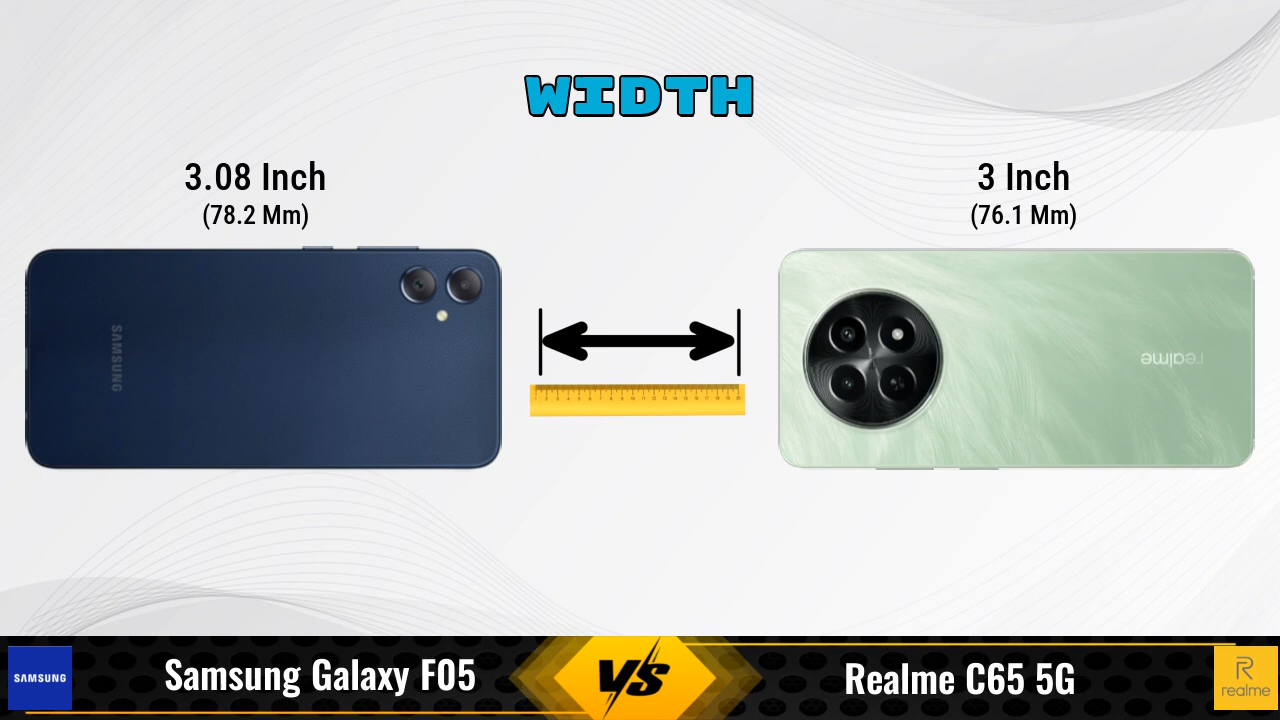 WIDTH
3.08 Inch
(78.2 Mm)
3 Inch
(76.1 Mm)
SAMSUNG
realme
SAMSUNG
Samsung Galaxy F05
VS
Realme C65 5G
R
realme